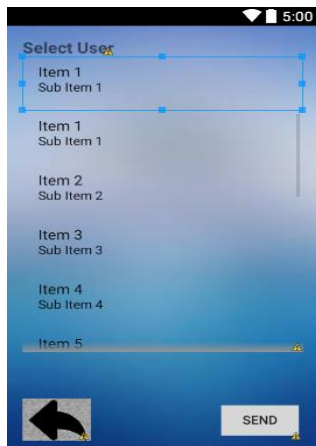 5:00
Select User
Item 1
Sub Item 1
Item 1
Sub Item 1
Item 2
Sub Item 2
Item 3
Sub Item 3
Item 4
Sub Item 4
Item 5
SEND